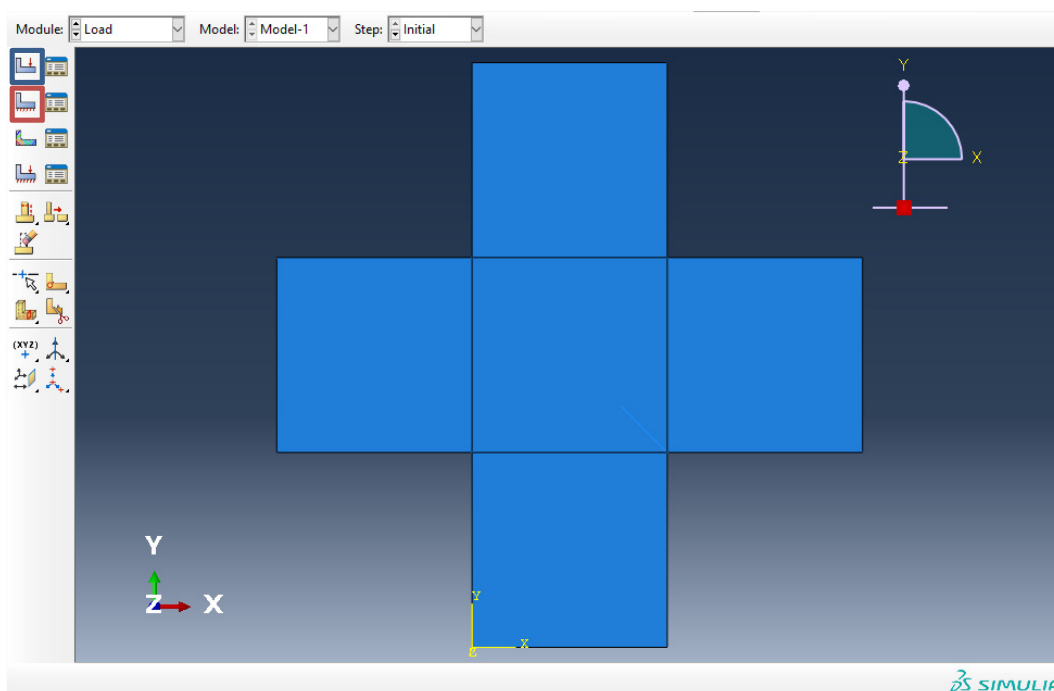 Module: Load Model: Model-1 Step: Initial
Y
Z X
(XYZ)
Y
Z X
Y
X
Z
SIMULIA